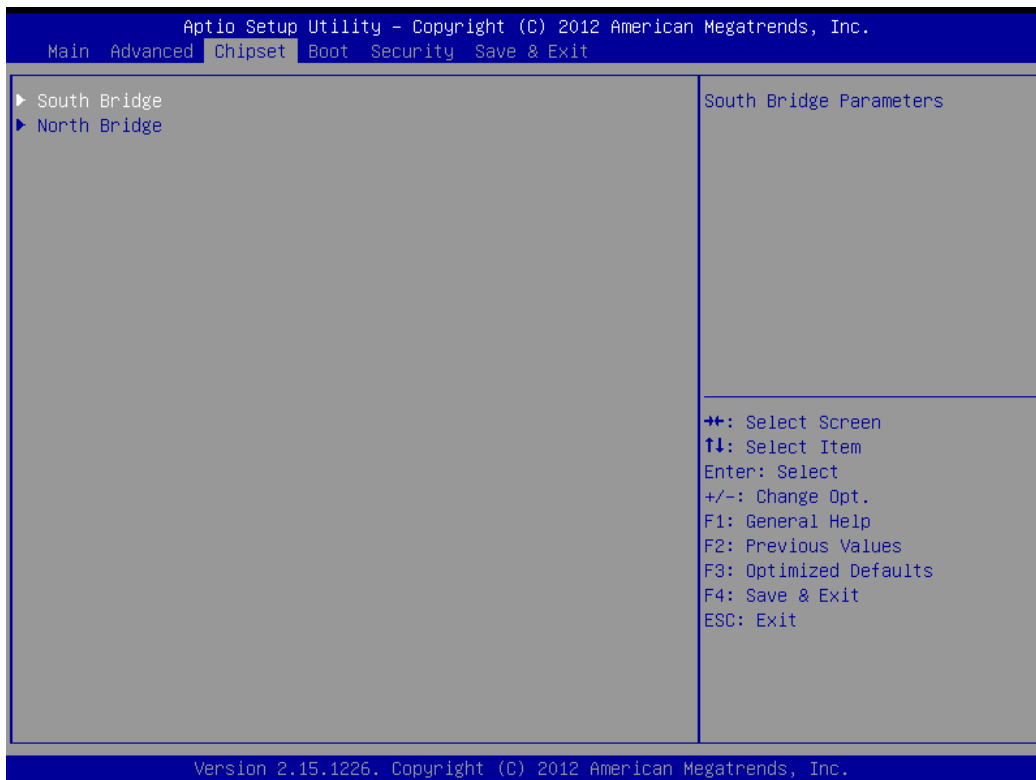 Aptio Setup Utility – Copyright (C) 2012 American Megatrends, Inc.
Main Advanced Chipset Boot Security Save & Exit
▶ South Bridge
▶ North Bridge
South Bridge Parameters
→←: Select Screen
↑↓: Select Item
Enter: Select
+/-: Change Opt.
F1: General Help
F2: Previous Values
F3: Optimized Defaults
F4: Save & Exit
ESC: Exit
Version 2.15.1226. Copyright (C) 2012 American Megatrends, Inc.